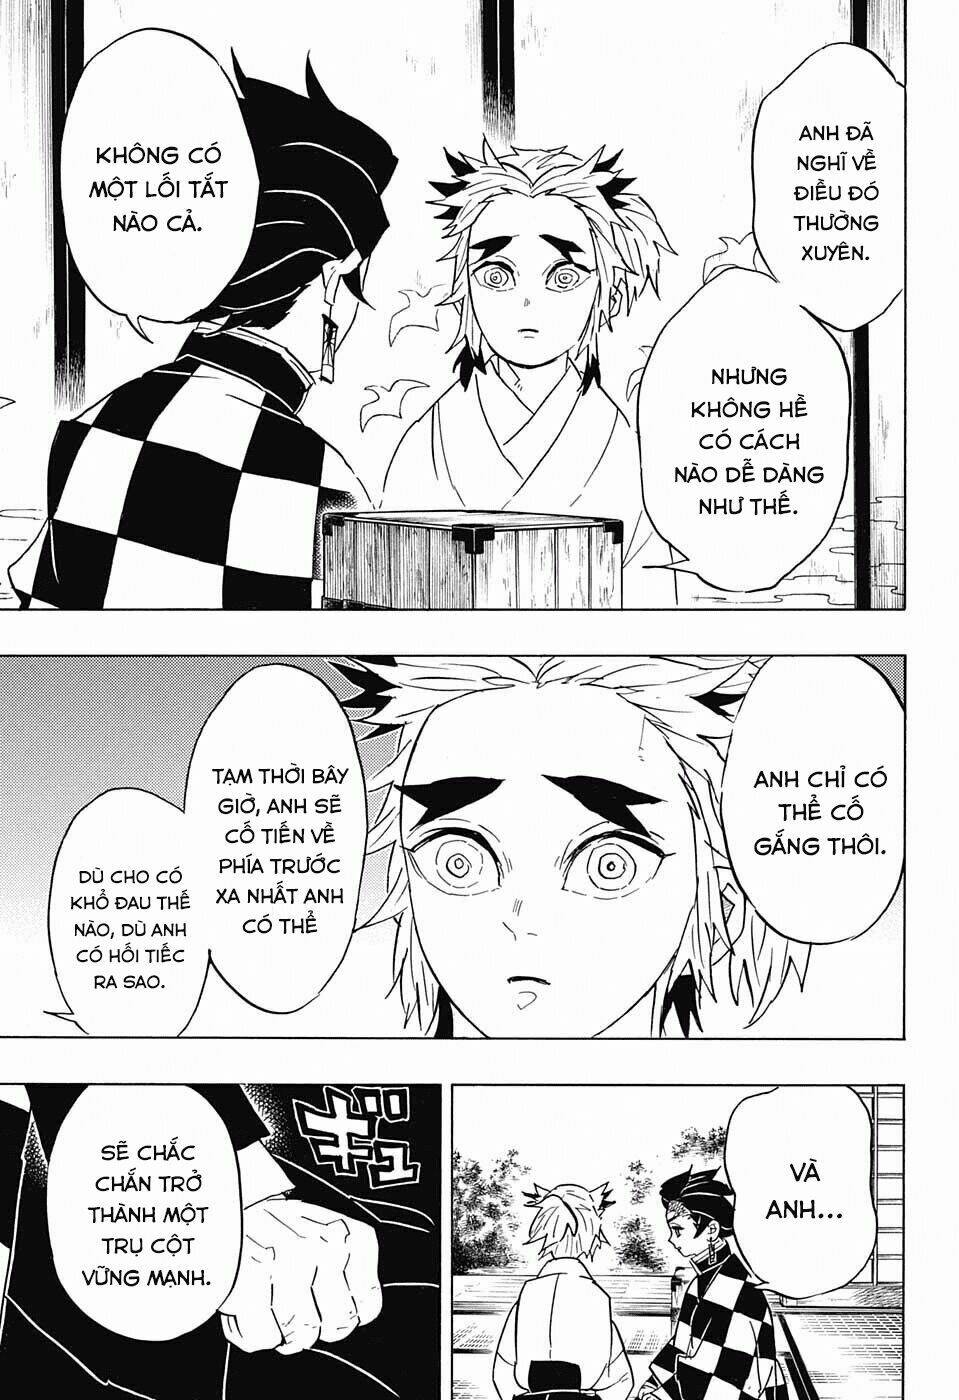 ANH ĐÃ
NGHĨ VỀ
ĐIỀU ĐÓ
THƯỜNG
XUYÊN.
NHƯNG
KHÔNG HỀ
CÓ CÁCH
NÀO DỄ DÀNG
NHƯ THẾ.
KHÔNG CÓ
MỘT LỐI TẮT
NÀO CẢ.
ANH CHỈ CÓ
THỂ CỐ
GẮNG THÔI.
TẠM THỜI BÂY
GIỜ, ANH SẼ
CỐ TIẾN VỀ
PHÍA TRƯỚC
XA NHẤT ANH
CÓ THỂ
DÙ CHO CÓ
KHỔ ĐAU THẾ
NÀO, DÙ ANH
CÓ HỐI TIẾC
RA SAO.
VÀ
ANH...
SẼ CHẮC
CHẮN TRỞ
THÀNH MỘT
TRỤ CỘT
VỮNG MẠNH.
ギュ